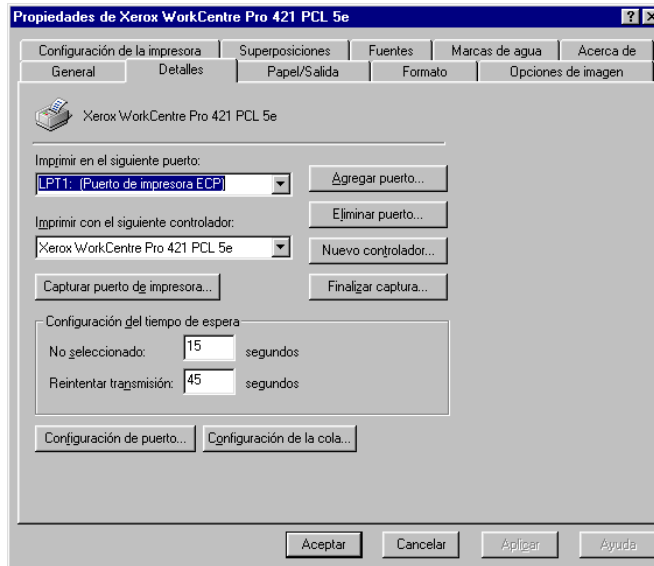 Propiedades de Xerox WorkCentre Pro 421 PCL 5e
Configuración de la impresora Superposiciones Fuentes Marcas de agua Acerca de
General Detalles Papel/Salida Formato Opciones de imagen
Xerox WorkCentre Pro 421 PCL 5e
Imprimir en el siguiente puerto:
LPT1: (Puerto de impresora ECP)
Agregar puerto...
Eliminar puerto...
Imprimir con el siguiente controlador:
Xerox WorkCentre Pro 421 PCL 5e
Nuevo controlador...
Capturar puerto de impresora...
Finalizar captura...
Configuración del tiempo de espera
No seleccionado: 15 segundos
Reintentar transmisión: 45 segundos
Configuración de puerto... Configuración de la cola...
Aceptar Cancelar Aplicar Ayuda